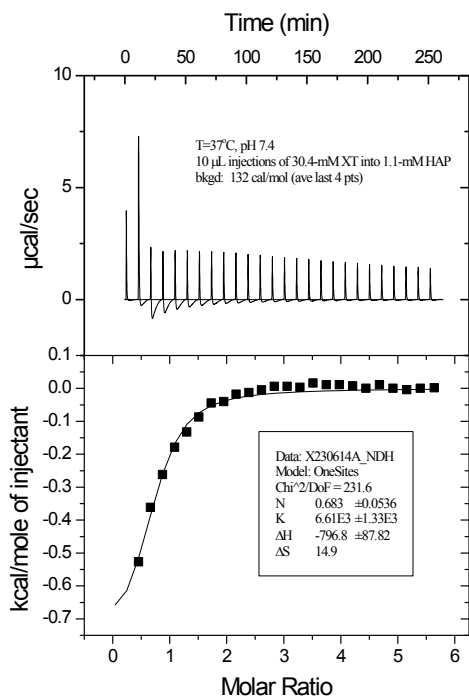 Time (min)
0 50 100 150 200 250
10
5
0
µcal/sec
T=37°C, pH 7.4
10 µL injections of 30.4-mM XT into 1.1-mM HAP
bkgd: 132 cal/mol (ave last 4 pts)
0.1
0.0
-0.1
-0.2
-0.3
-0.4
-0.5
-0.6
-0.7
kcal/mole of injectant
Data: X230614A_NDH
Model: OneSites
Chi^2/DoF = 231.6
N 0.683 ±0.0536
K 6.61E3 ±1.33E3
ΔH -796.8 ±87.82
ΔS 14.9
0 1 2 3 4 5 6
Molar Ratio